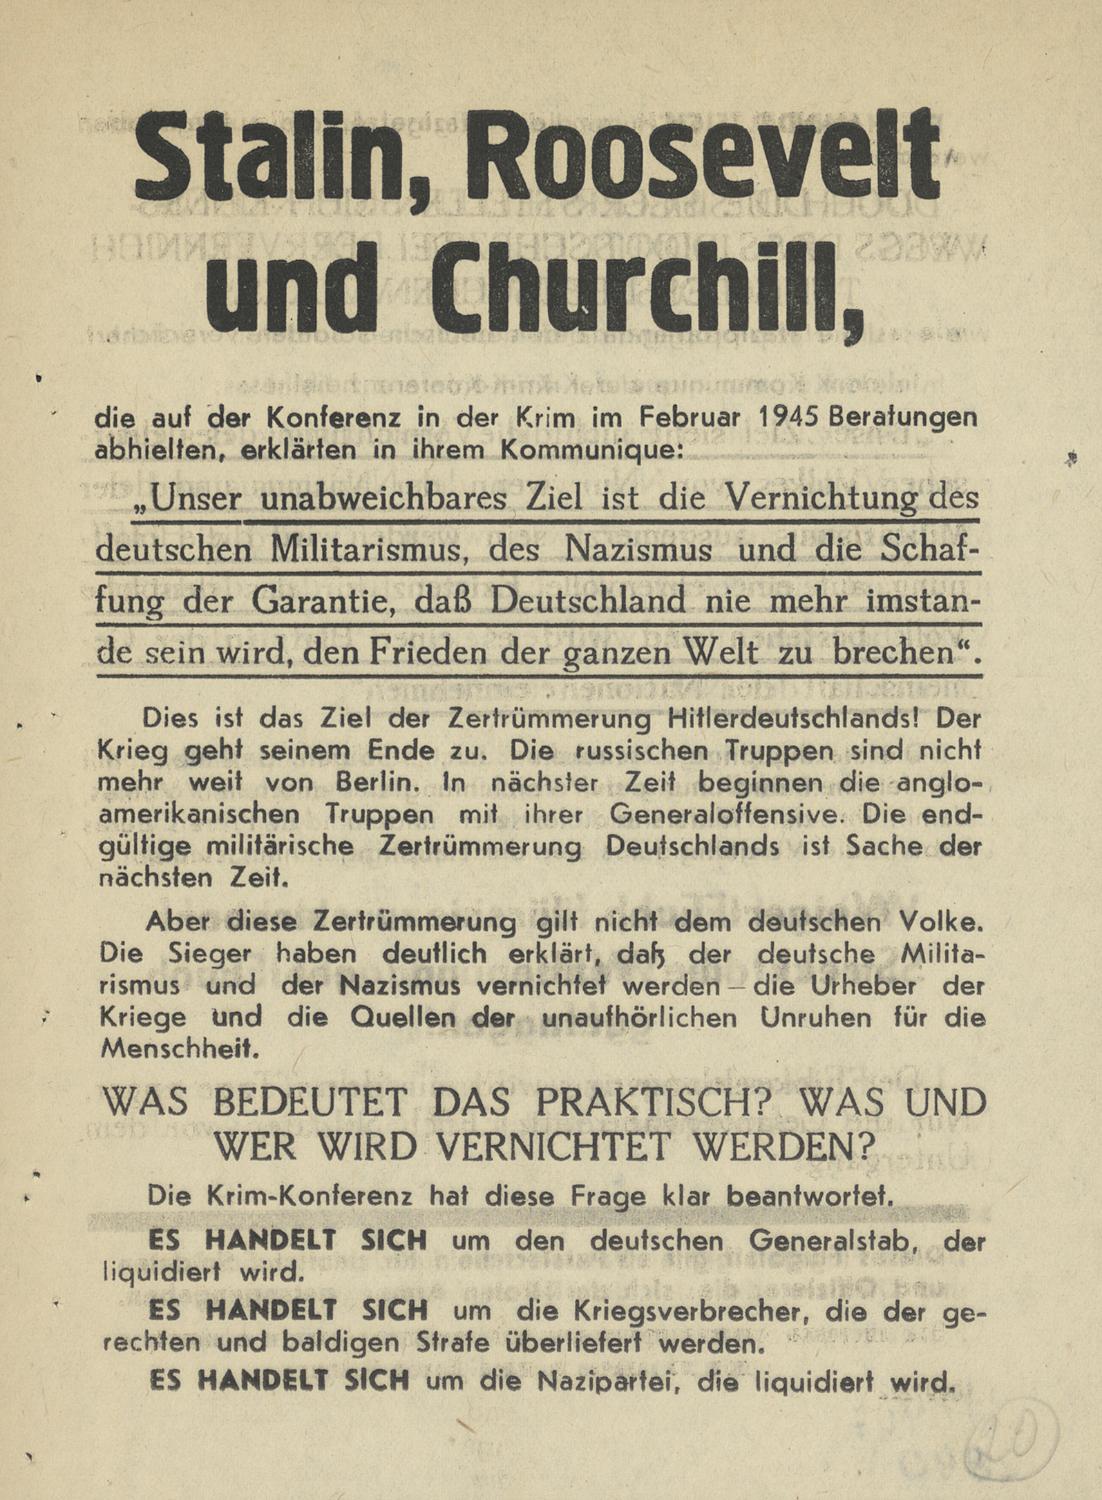 Stalin, Roosevelt
und Churchill,
die auf der Konferenz in der Krim im Februar 1945 Beratungen
abhielten, erklärten in ihrem Kommunique:
„Unser unabweichbares Ziel ist die Vernichtung des
deutschen Militarismus, des Nazismus und die Schaf-
fung der Garantie, daß Deutschland nie mehr imstan-
de sein wird, den Frieden der ganzen Welt zu brechen“.
Dies ist das Ziel der Zertrümmerung Hitlerdeutschlands! Der
Krieg geht seinem Ende zu. Die russischen Truppen sind nicht
mehr weit von Berlin. In nächster Zeit beginnen die anglo-
amerikanischen Truppen mit ihrer Generaloffensive. Die end-
gültige militärische Zertrümmerung Deutschlands ist Sache der
nächsten Zeit.
Aber diese Zertrümmerung gilt nicht dem deutschen Volke.
Die Sieger haben deutlich erklärt, daß der deutsche Milita-
rismus und der Nazismus vernichtet werden – die Urheber der
Kriege und die Quellen der unaufhörlichen Unruhen für die
Menschheit.
WAS BEDEUTET DAS PRAKTISCH? WAS UND
WER WIRD VERNICHTET WERDEN?
Die Krim-Konferenz hat diese Frage klar beantwortet.
ES HANDELT SICH um den deutschen Generalstab, der
liquidiert wird.
ES HANDELT SICH um die Kriegsverbrecher, die der ge-
rechten und baldigen Strafe überliefert werden.
ES HANDELT SICH um die Nazipartei, die liquidiert wird.
20